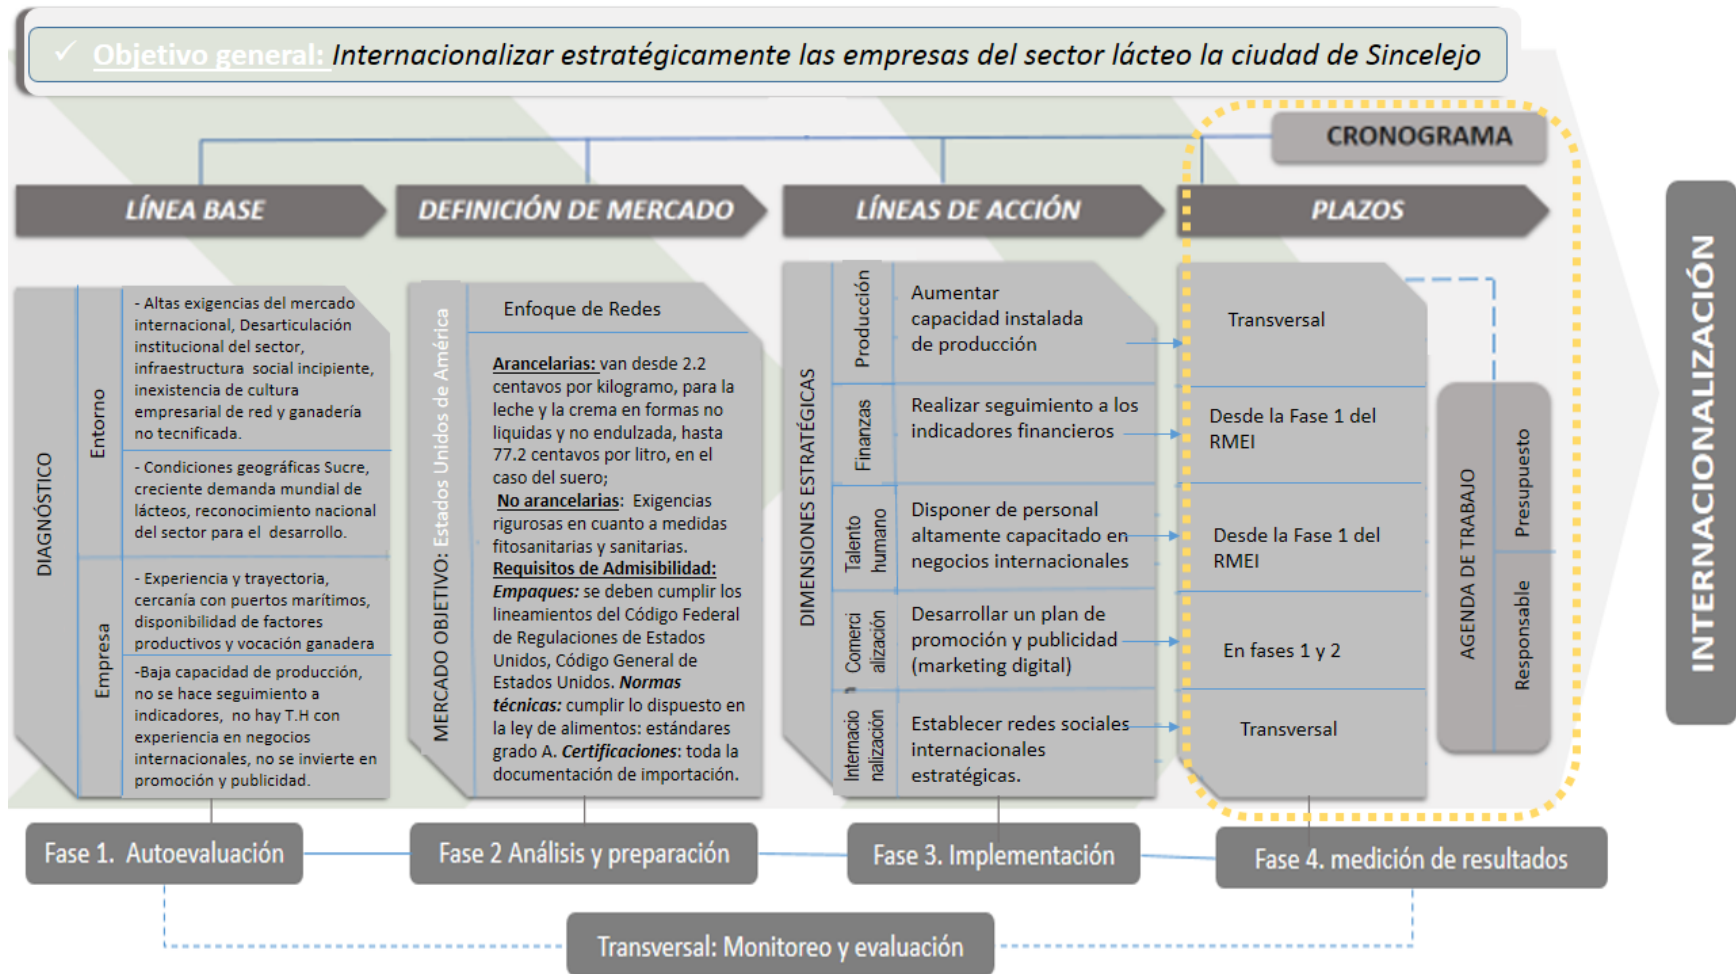 ✓ Objetivo general: Internacionalizar estratégicamente las empresas del sector lácteo la ciudad de Sincelejo
CRONOGRAMA
LÍNEA BASE
DEFINICIÓN DE MERCADO
LÍNEAS DE ACCIÓN
PLAZOS
DIAGNÓSTICO
Entorno
- Altas exigencias del mercado
internacional, Desarticulación
institucional del sector,
infraestructura social incipiente,
inexistencia de cultura
empresarial de red y ganadería
no tecnificada.
- Condiciones geográficas Sucre,
creciente demanda mundial de
lácteos, reconocimiento nacional
del sector para el desarrollo.
Empresa
- Experiencia y trayectoria,
cercanía con puertos marítimos,
disponibilidad de factores
productivos y vocación ganadera
-Baja capacidad de producción,
no se hace seguimiento a
indicadores, no hay T.H con
experiencia en negocios
internacionales, no se invierte en
promoción y publicidad.
MERCADO OBJETIVO: Estados Unidos de América
Enfoque de Redes
Arancelarias: van desde 2.2
centavos por kilogramo, para la
leche y la crema en formas no
liquidas y no endulzada, hasta
77.2 centavos por litro, en el
caso del suero;
No arancelarias: Exigencias
rigurosas en cuanto a medidas
fitosanitarias y sanitarias.
Requisitos de Admisibilidad:
Empaques: se deben cumplir los
lineamientos del Código Federal
de Regulaciones de Estados
Unidos, Código General de
Estados Unidos. Normas
técnicas: cumplir lo dispuesto en
la ley de alimentos: estándares
grado A. Certificaciones: toda la
documentación de importación.
DIMENSIONES ESTRATÉGICAS
Producción
Aumentar
capacidad instalada
de producción
Transversal
Finanzas
Realizar seguimiento a los
indicadores financieros
Desde la Fase 1 del
RMEI
Talento
humano
Disponer de personal
altamente capacitado en
negocios internacionales
Desde la Fase 1 del
RMEI
Comerci
alización
Desarrollar un plan de
promoción y publicidad
(marketing digital)
En fases 1 y 2
Internacio
nalización
Establecer redes sociales
internacionales
estratégicas.
Transversal
AGENDA DE TRABAJO
Presupuesto
Responsable
INTERNACIONALIZACIÓN
Fase 1. Autoevaluación
Fase 2 Análisis y preparación
Fase 3. Implementación
Fase 4. medición de resultados
Transversal: Monitoreo y evaluación